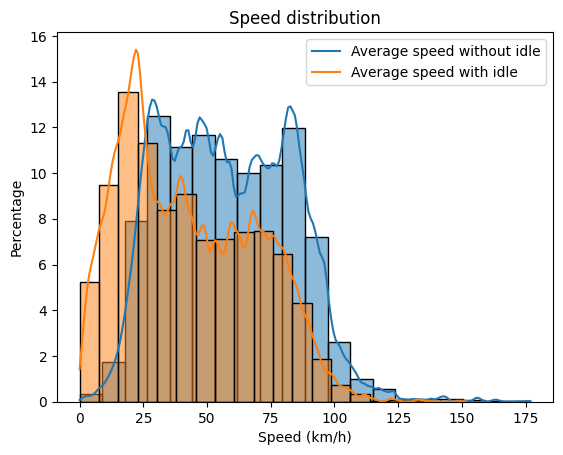 Speed distribution
Average speed without idle
Average speed with idle
Percentage
16
14
12
10
8
6
4
2
0
0 25 50 75 100 125 150 175
Speed (km/h)